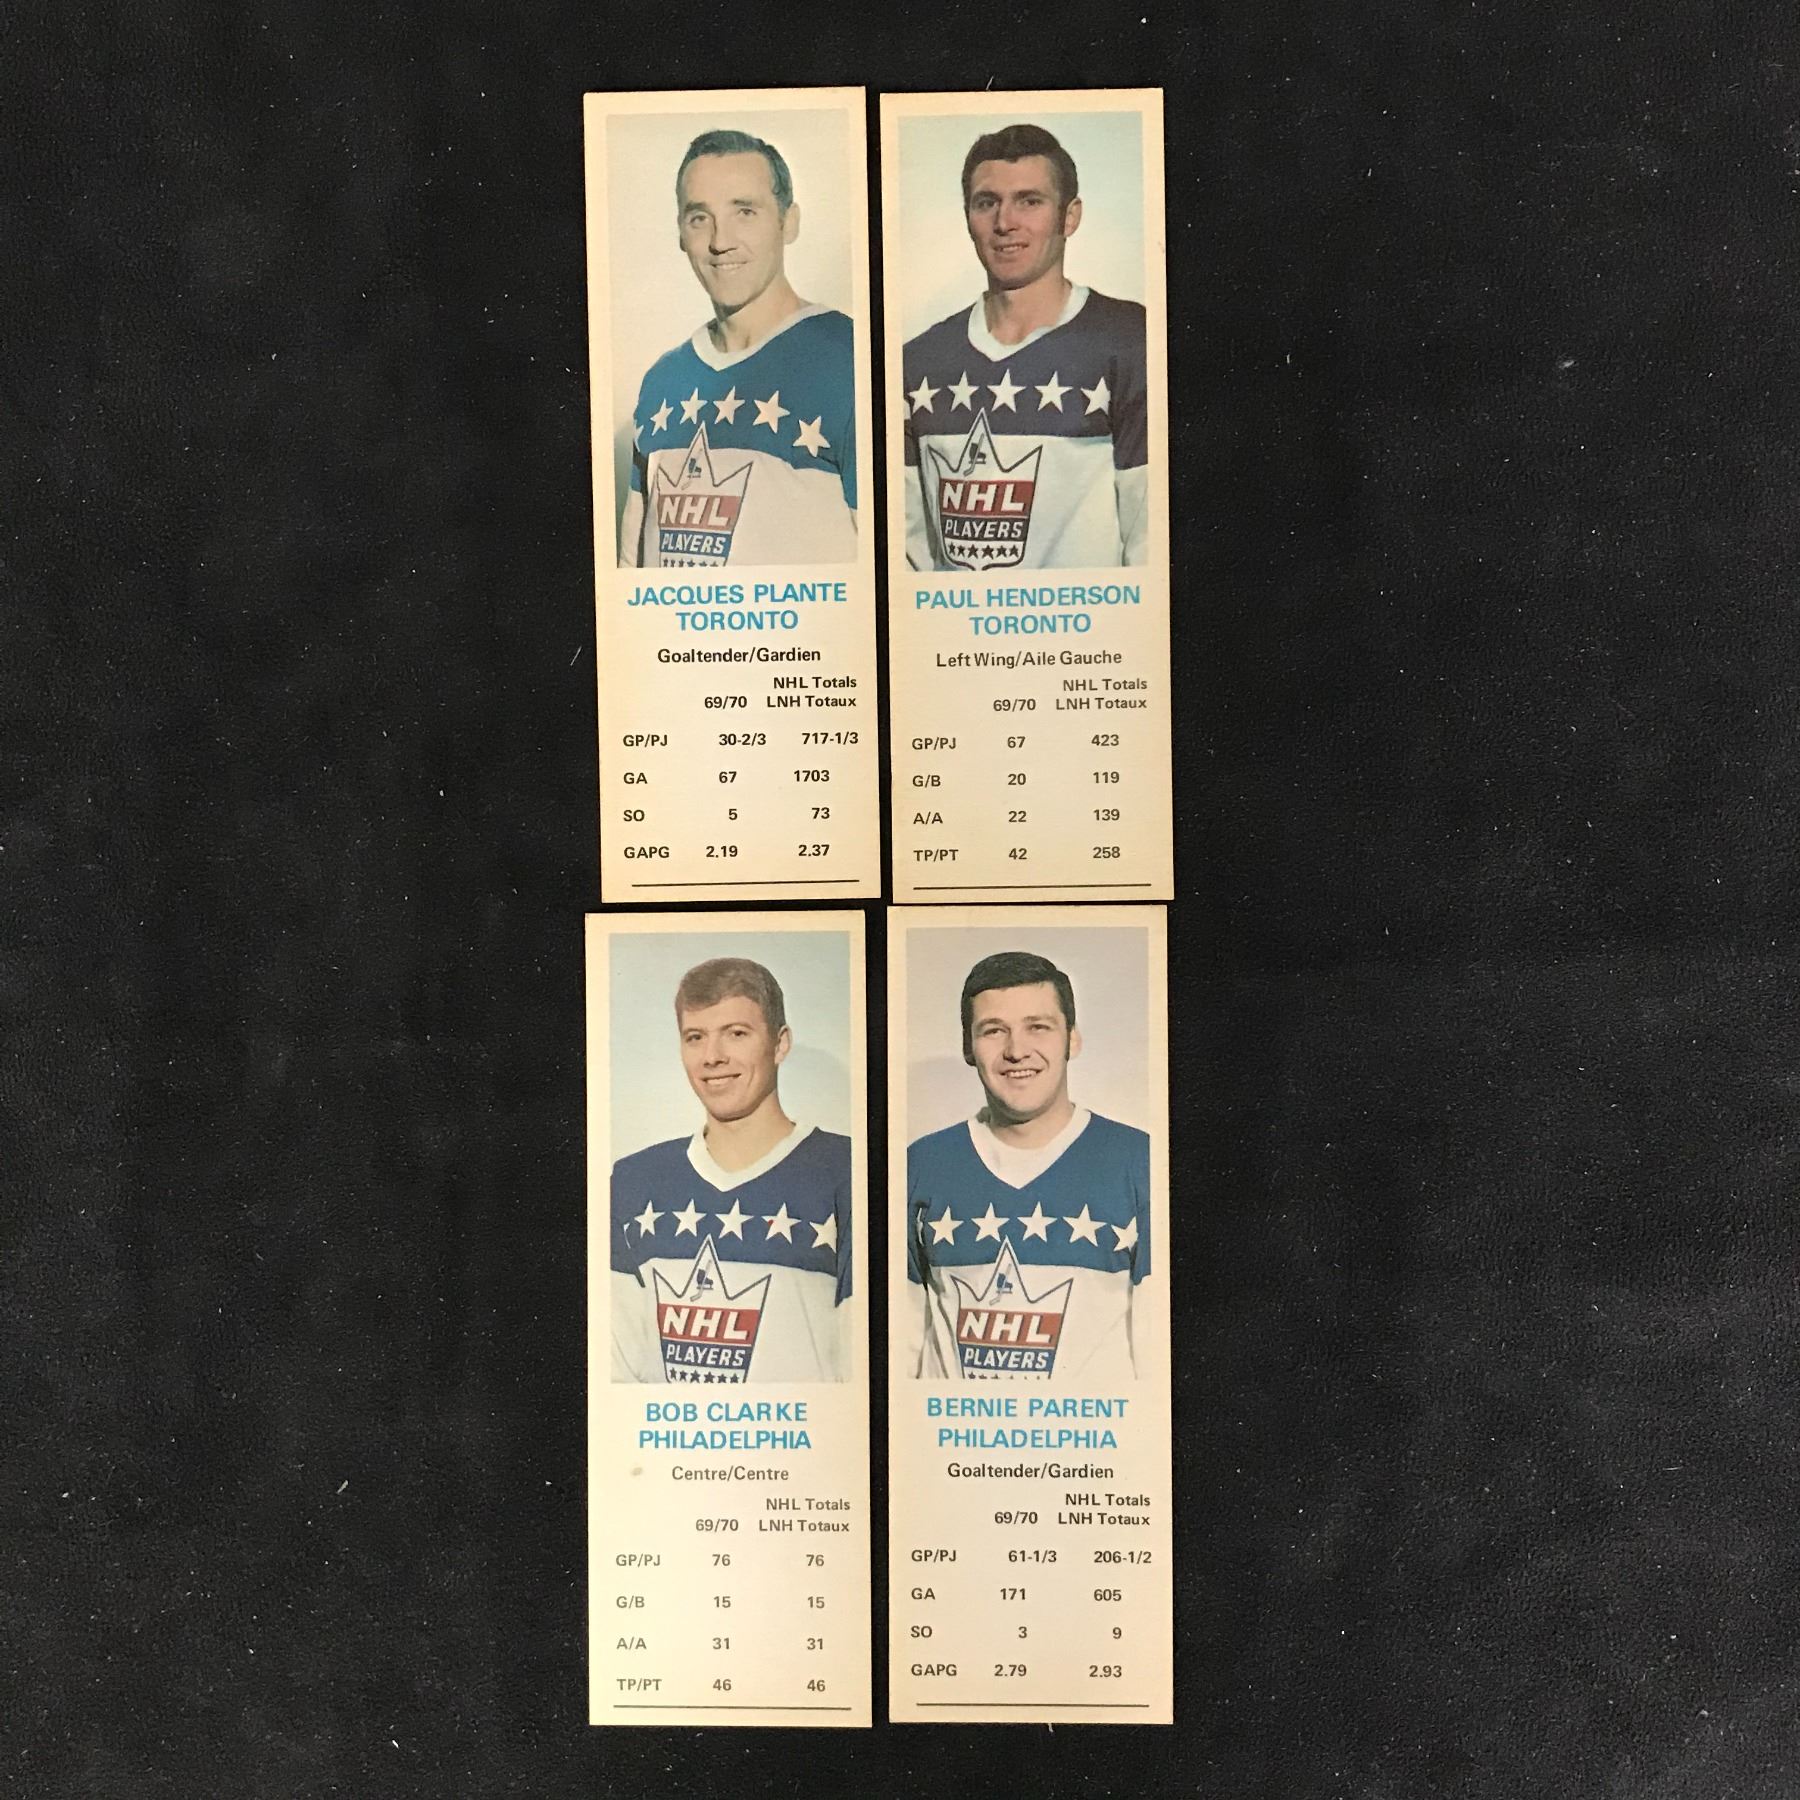 NHL
PLAYERS
JACQUES PLANTE
TORONTO
Goaltender/Gardien
NHL Totals
69/70 LNH Totaux
GP/PJ 30-2/3 717-1/3
GA 67 1703
SO 5 73
GAPG 2.19 2.37
NHL
PLAYERS
PAUL HENDERSON
TORONTO
Left Wing/Aile Gauche
NHL Totals
69/70 LNH Totaux
GP/PJ 67 423
G/B 20 119
A/A 22 139
TP/PT 42 258
NHL
PLAYERS
BOB CLARKE
PHILADELPHIA
Centre/Centre
NHL Totals
69/70 LNH Totaux
GP/PJ 76 76
G/B 15 15
A/A 31 31
TP/PT 46 46
NHL
PLAYERS
BERNIE PARENT
PHILADELPHIA
Goaltender/Gardien
NHL Totals
69/70 LNH Totaux
GP/PJ 61-1/3 206-1/2
GA 171 605
SO 3 9
GAPG 2.79 2.93